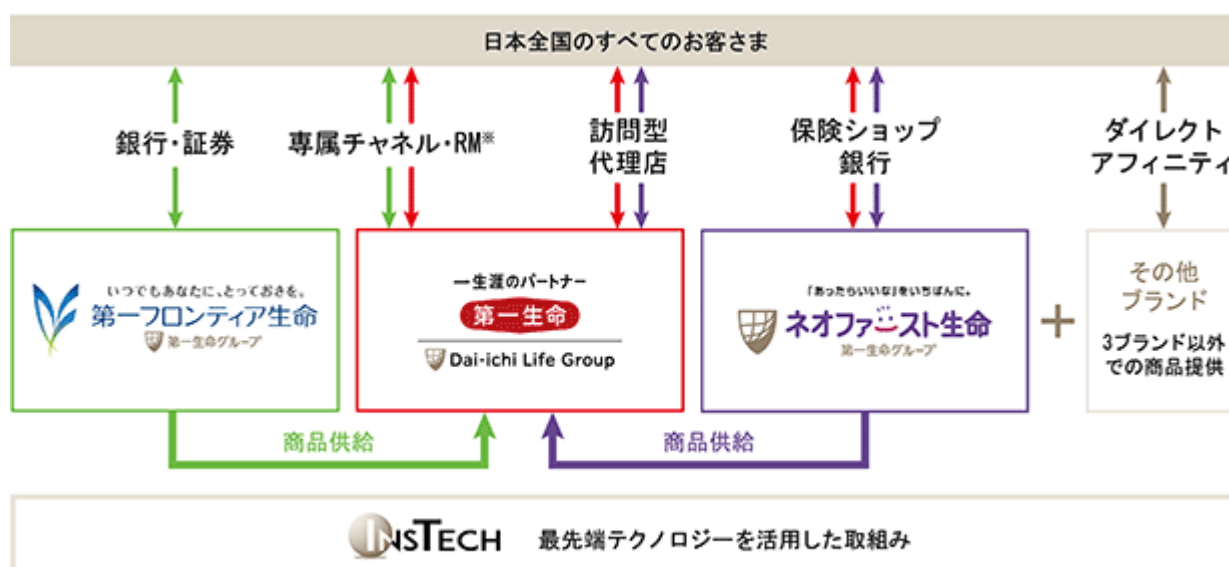 日本全国のすべてのお客さま
銀行・証券
専属チャネル・RM※
訪問型
代理店
保険ショップ
銀行
ダイレクト
アフィニティ
いつでもあなたに、とっておきを。
第一フロンティア生命
第一生命グループ
一生涯のパートナー
第一生命
Dai-ichi Life Group
「あったらいいな」をいちばんに。
ネオファースト生命
第一生命グループ
+
その他
ブランド
3ブランド以外
での商品提供
商品供給
商品供給
INSTECH 最先端テクノロジーを活用した取組み